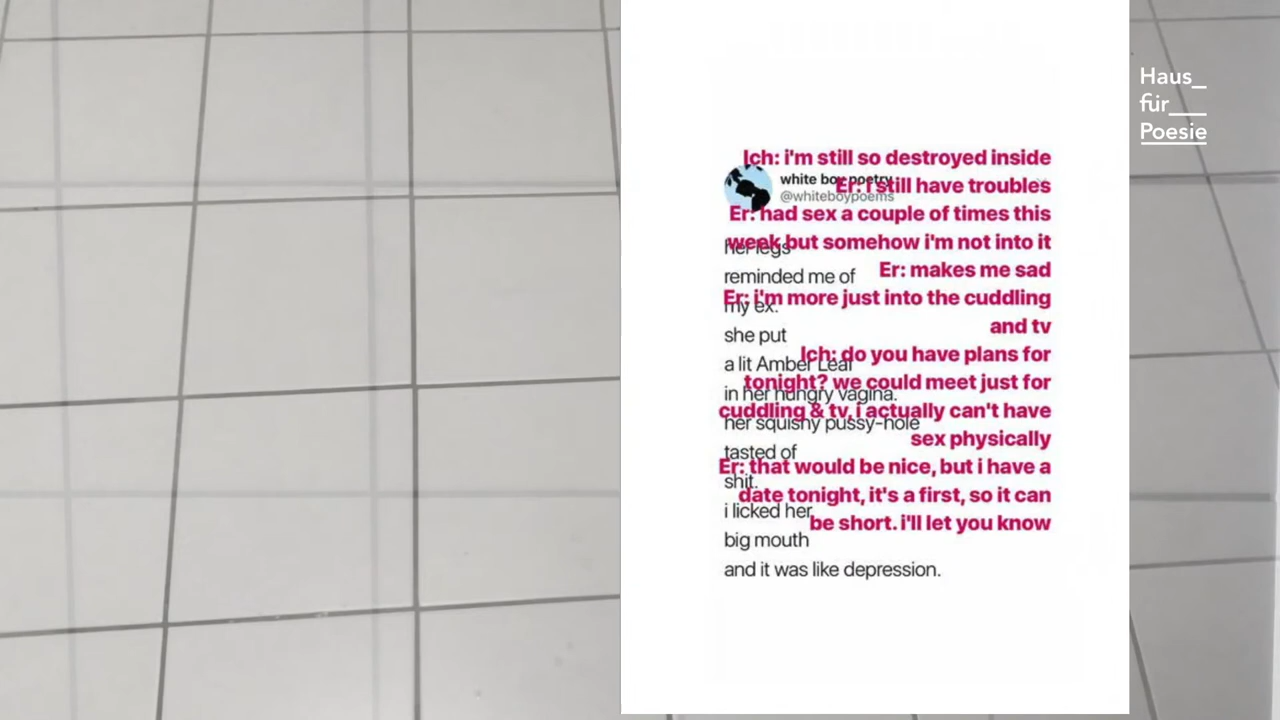 Haus_
für__
Poesie
Ich: i'm still so destroyed inside
Er: i still have troubles
Er: had sex a couple of times this
week but somehow i'm not into it
Er: makes me sad
Er: i'm more just into the cuddling
and tv
Ich: do you have plans for
tonight? we could meet just for
cuddling & tv, i actually can't have
sex physically
Er: that would be nice, but i have a
date tonight, it's a first, so it can
be short. i'll let you know
white boy poetry
@whiteboypoems
her legs
reminded me of
my ex.
she put
a lit Amber Leaf
in her hungry vagina.
her squishy pussy-hole
tasted of
shit.
i licked her
big mouth
and it was like depression.